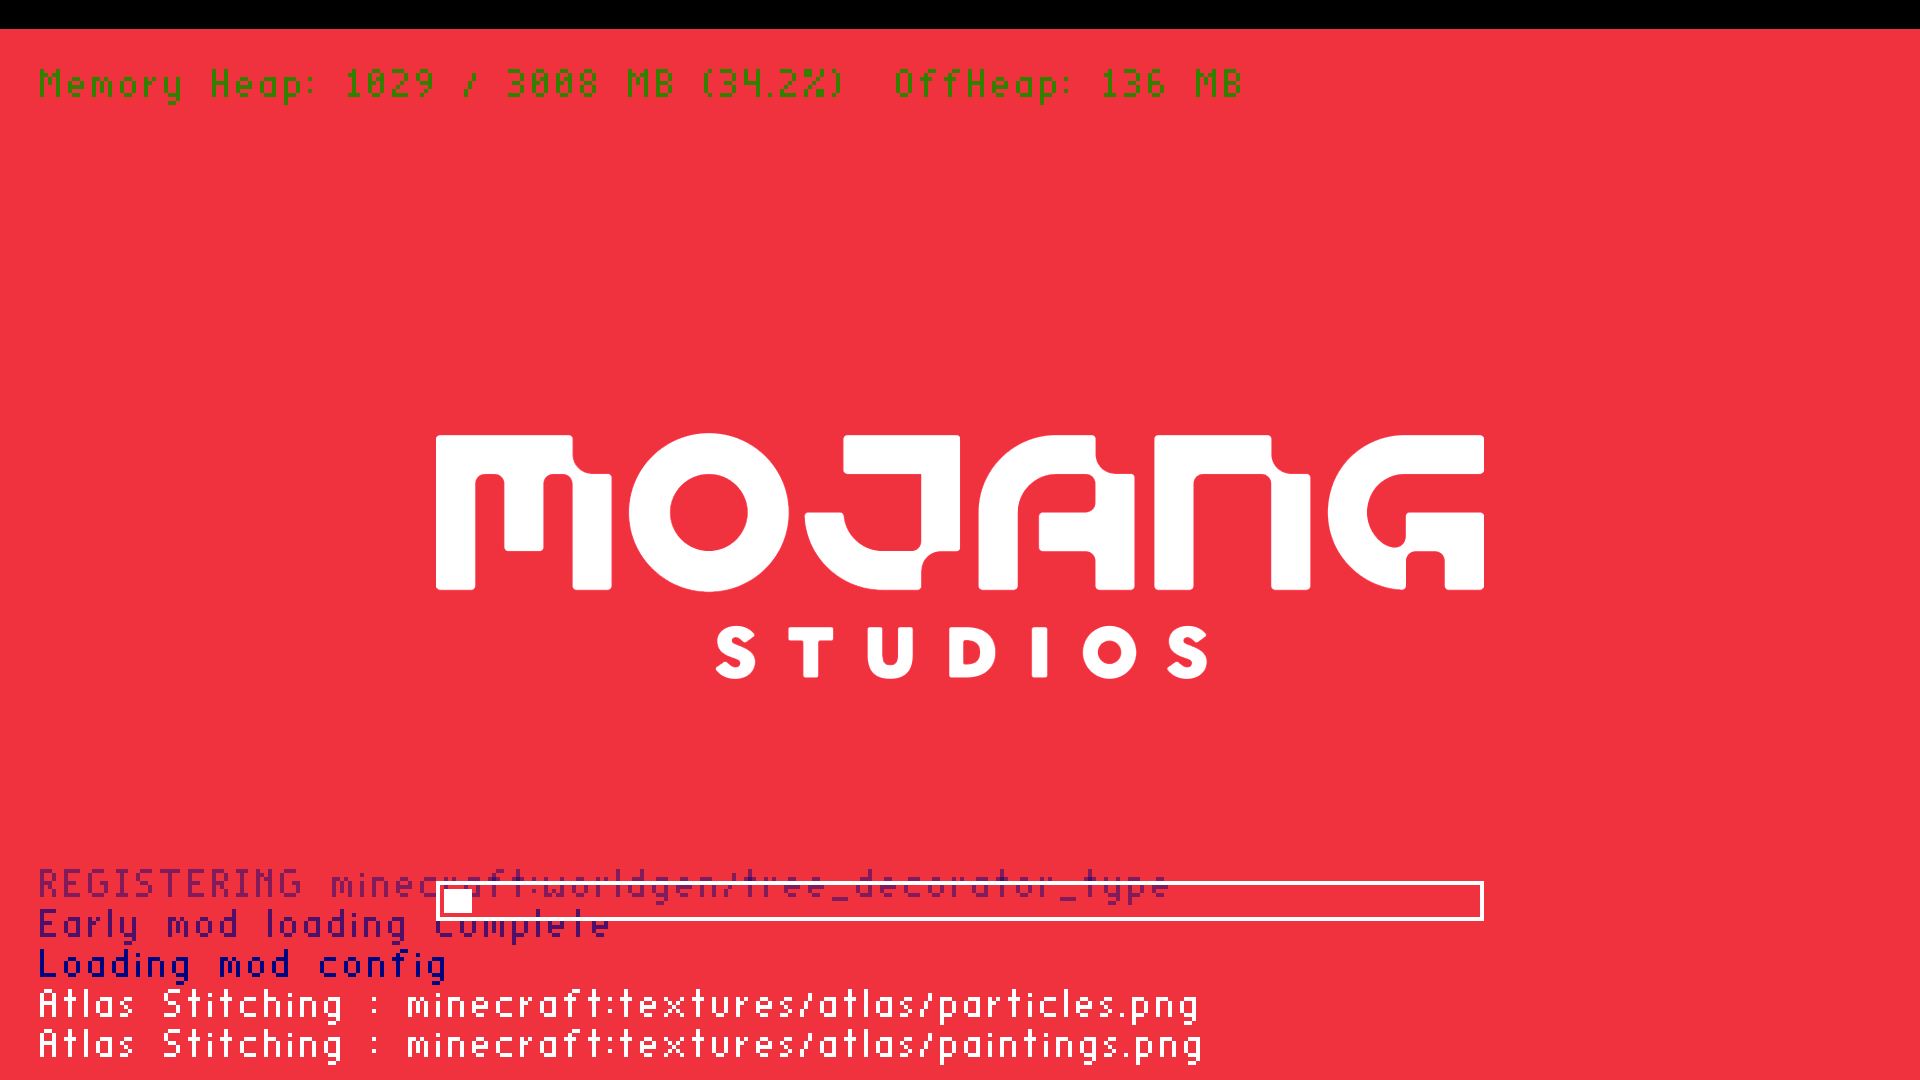 Memory Heap: 1029 / 3008 MB (34.2%) OffHeap: 136 MB
MOJANG
STUDIOS
REGISTERING minecraft:worldgen/tree_decorator_type
Early mod loading complete
Loading mod config
Atlas Stitching : minecraft:textures/atlas/particles.png
Atlas Stitching : minecraft:textures/atlas/paintings.png